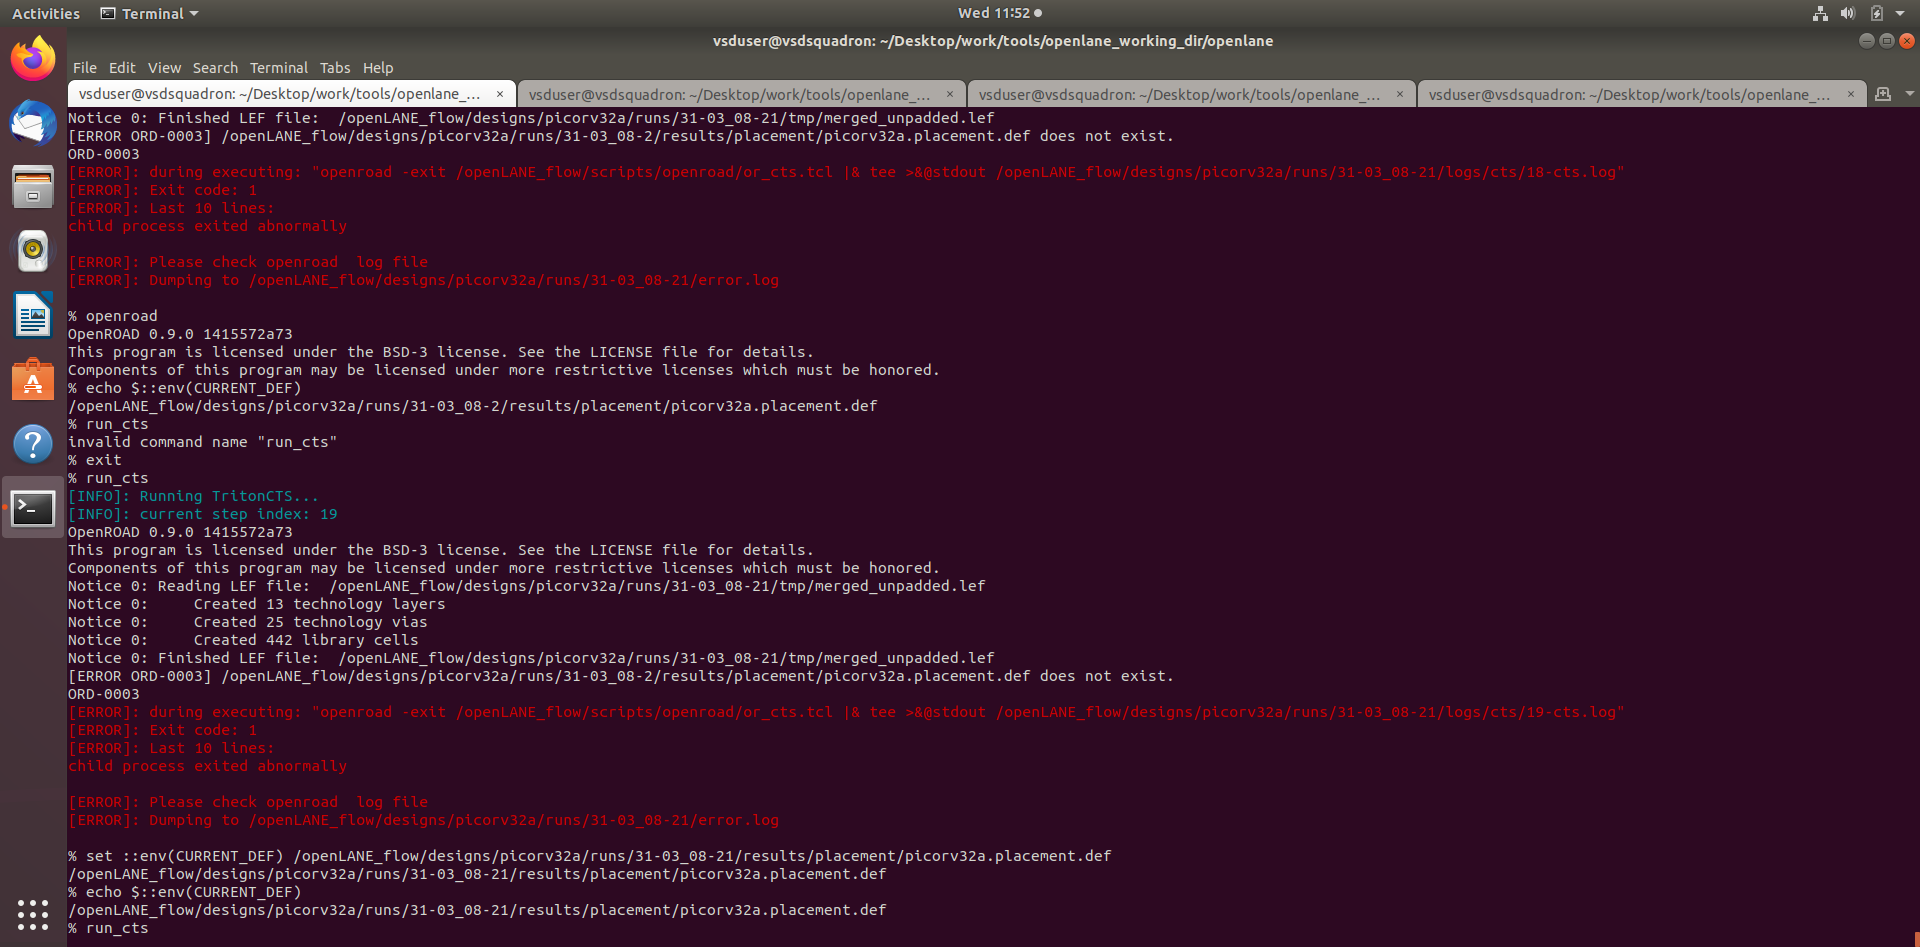 Activities
Terminal
Wed 11:52
vsduser@vsdsquadron: ~/Desktop/work/tools/openlane_working_dir/openlane
File Edit View Search Terminal Tabs Help
vsduser@vsdsquadron: ~/Desktop/work/tools/openlane_... × vsduser@vsdsquadron: ~/Desktop/work/tools/openlane_... × vsduser@vsdsquadron: ~/Desktop/work/tools/openlane_... × vsduser@vsdsquadron: ~/Desktop/work/tools/openlane_... ×
Notice 0: Finished LEF file:  /openLANE_flow/designs/picorv32a/runs/31-03_08-21/tmp/merged_unpadded.lef
[ERROR ORD-0003] /openLANE_flow/designs/picorv32a/runs/31-03_08-2/results/placement/picorv32a.placement.def does not exist.
ORD-0003
[ERROR]: during executing: "openroad -exit /openLANE_flow/scripts/openroad/or_cts.tcl |& tee >&@stdout /openLANE_flow/designs/picorv32a/runs/31-03_08-21/logs/cts/18-cts.log"
[ERROR]: Exit code: 1
[ERROR]: Last 10 lines:
child process exited abnormally
[ERROR]: Please check openroad  log file
[ERROR]: Dumping to /openLANE_flow/designs/picorv32a/runs/31-03_08-21/error.log
% openroad
OpenROAD 0.9.0 1415572a73
This program is licensed under the BSD-3 license. See the LICENSE file for details.
Components of this program may be licensed under more restrictive licenses which must be honored.
% echo $::env(CURRENT_DEF)
/openLANE_flow/designs/picorv32a/runs/31-03_08-2/results/placement/picorv32a.placement.def
% run_cts
invalid command name "run_cts"
% exit
% run_cts
[INFO]: Running TritonCTS...
[INFO]: current step index: 19
OpenROAD 0.9.0 1415572a73
This program is licensed under the BSD-3 license. See the LICENSE file for details.
Components of this program may be licensed under more restrictive licenses which must be honored.
Notice 0: Reading LEF file:  /openLANE_flow/designs/picorv32a/runs/31-03_08-21/tmp/merged_unpadded.lef
Notice 0:     Created 13 technology layers
Notice 0:     Created 25 technology vias
Notice 0:     Created 442 library cells
Notice 0: Finished LEF file:  /openLANE_flow/designs/picorv32a/runs/31-03_08-21/tmp/merged_unpadded.lef
[ERROR ORD-0003] /openLANE_flow/designs/picorv32a/runs/31-03_08-2/results/placement/picorv32a.placement.def does not exist.
ORD-0003
[ERROR]: during executing: "openroad -exit /openLANE_flow/scripts/openroad/or_cts.tcl |& tee >&@stdout /openLANE_flow/designs/picorv32a/runs/31-03_08-21/logs/cts/19-cts.log"
[ERROR]: Exit code: 1
[ERROR]: Last 10 lines:
child process exited abnormally
[ERROR]: Please check openroad  log file
[ERROR]: Dumping to /openLANE_flow/designs/picorv32a/runs/31-03_08-21/error.log
% set ::env(CURRENT_DEF) /openLANE_flow/designs/picorv32a/runs/31-03_08-21/results/placement/picorv32a.placement.def
/openLANE_flow/designs/picorv32a/runs/31-03_08-21/results/placement/picorv32a.placement.def
% echo $::env(CURRENT_DEF)
/openLANE_flow/designs/picorv32a/runs/31-03_08-21/results/placement/picorv32a.placement.def
% run_cts